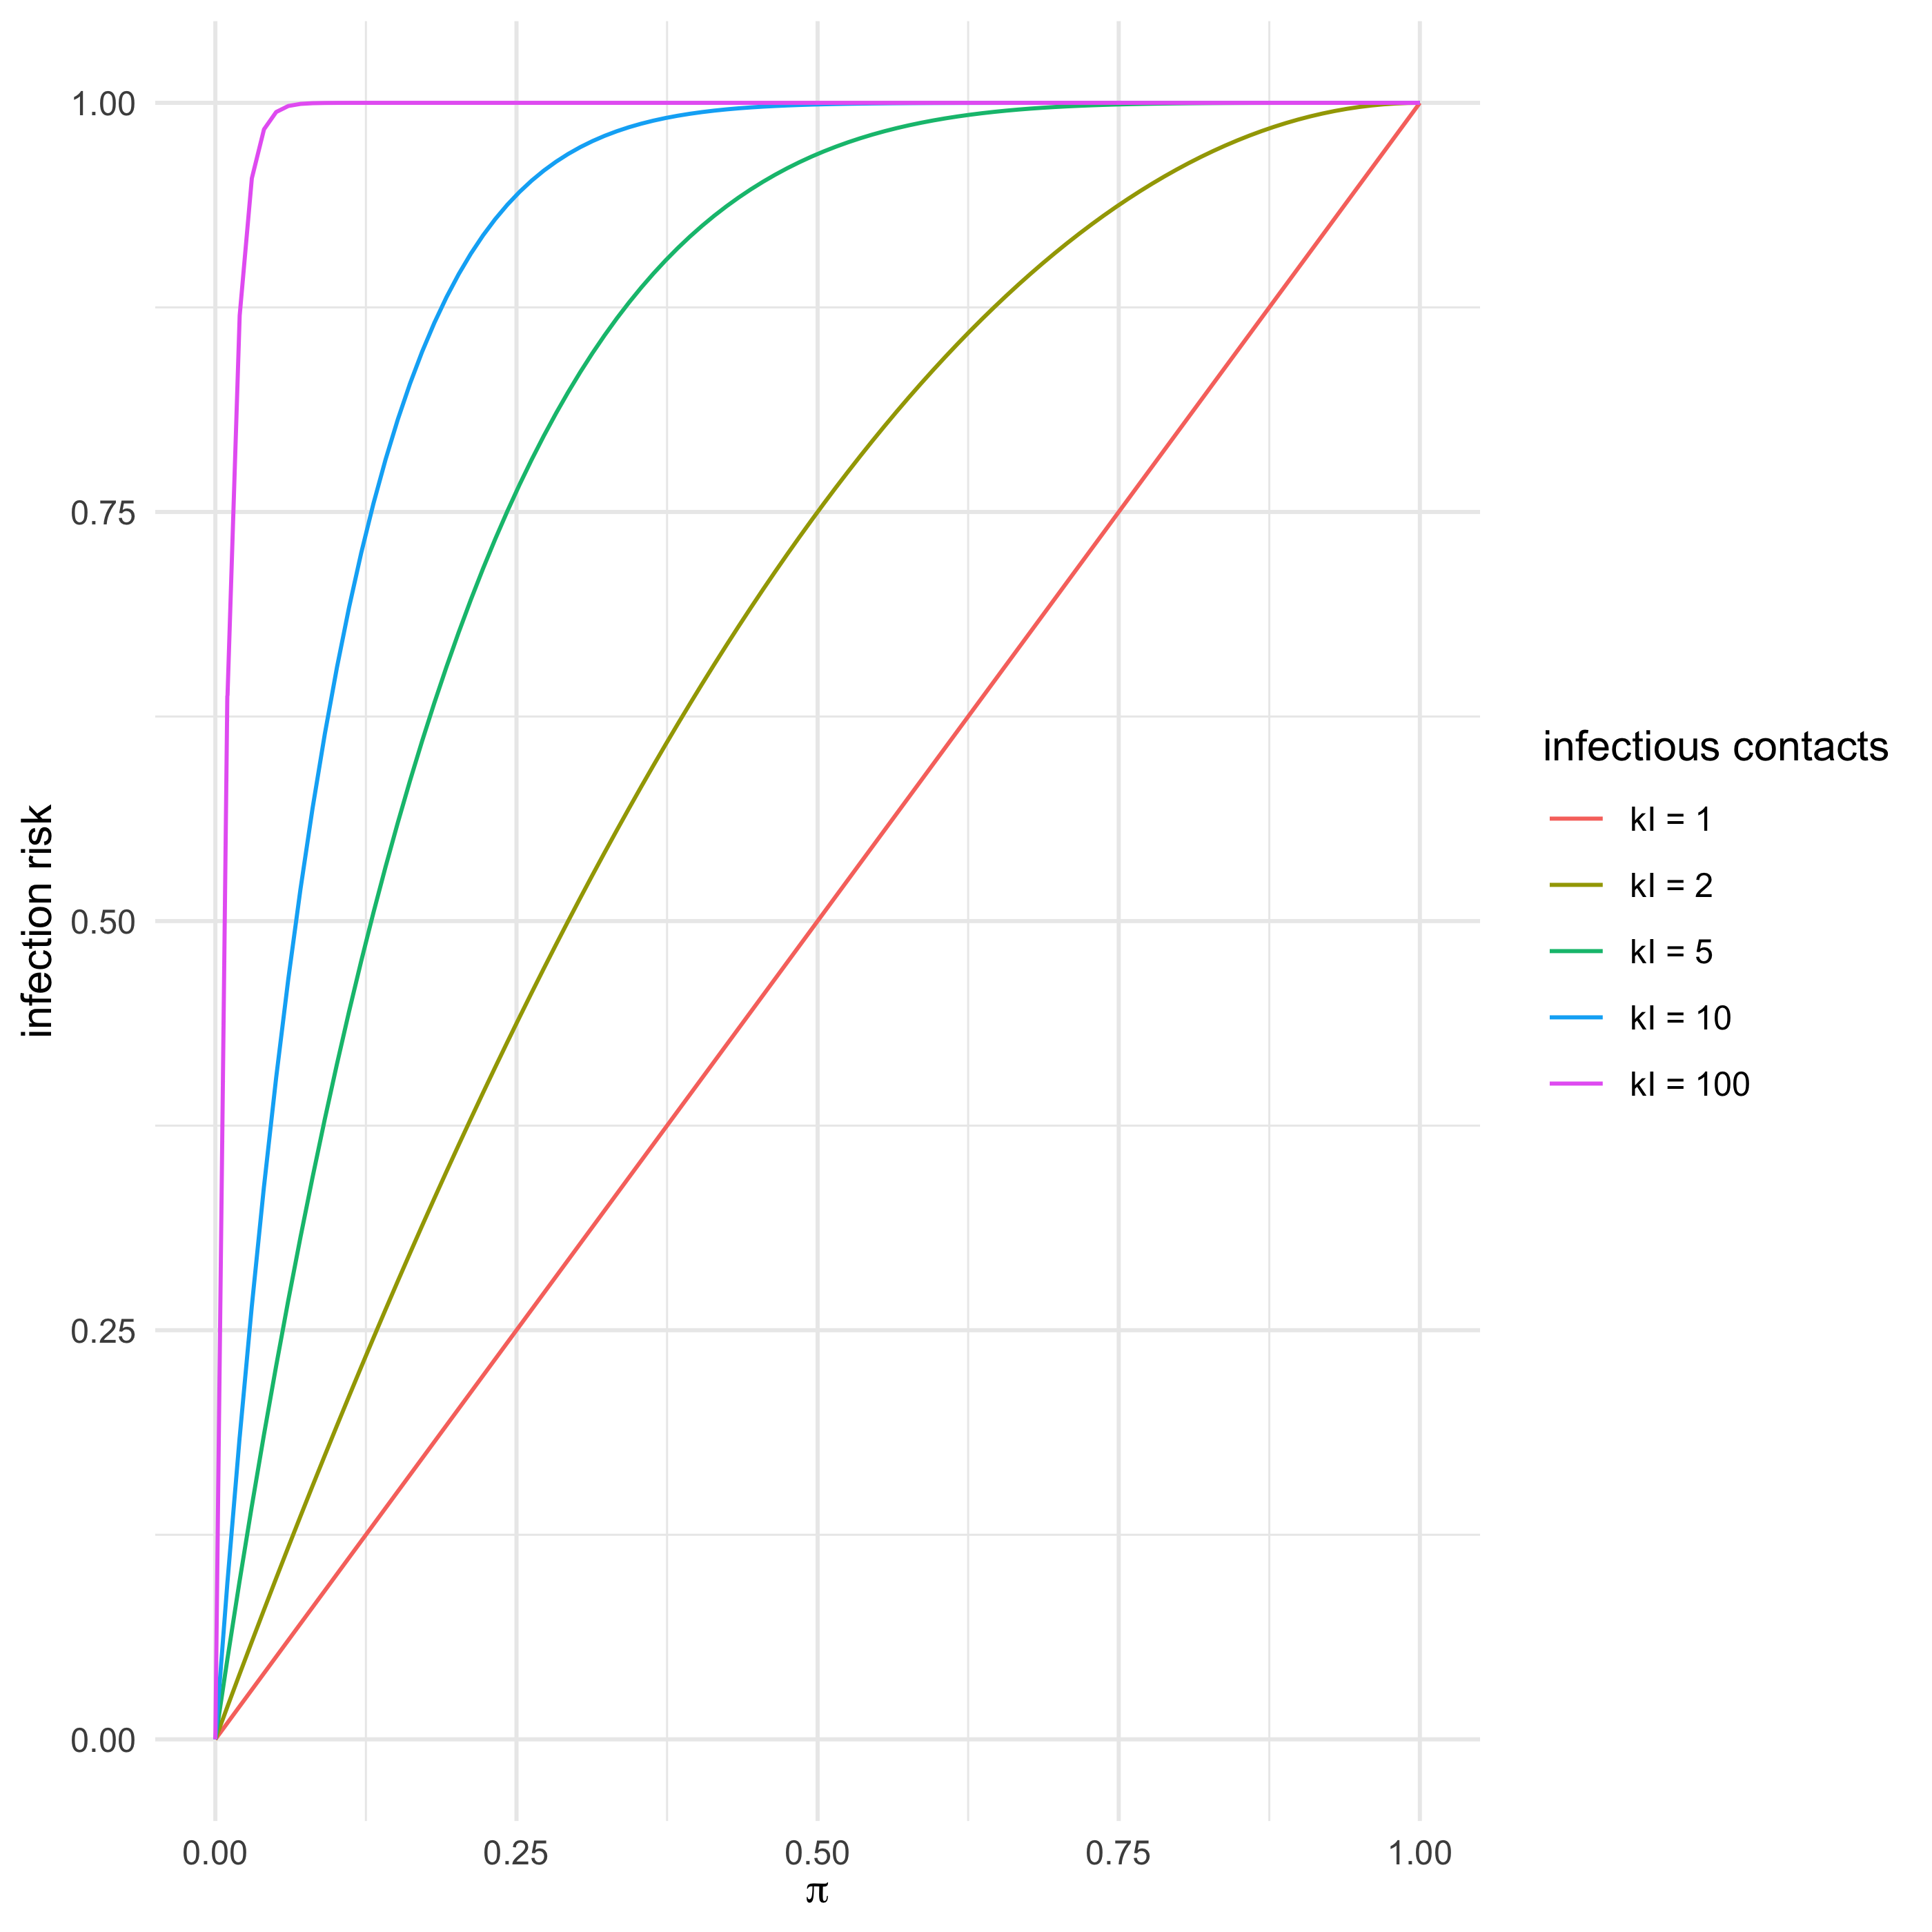 1.00
0.75
0.50
0.25
0.00
infection risk
0.00 0.25 0.50 0.75 1.00
π
infectious contacts
kI = 1
kI = 2
kI = 5
kI = 10
kI = 100